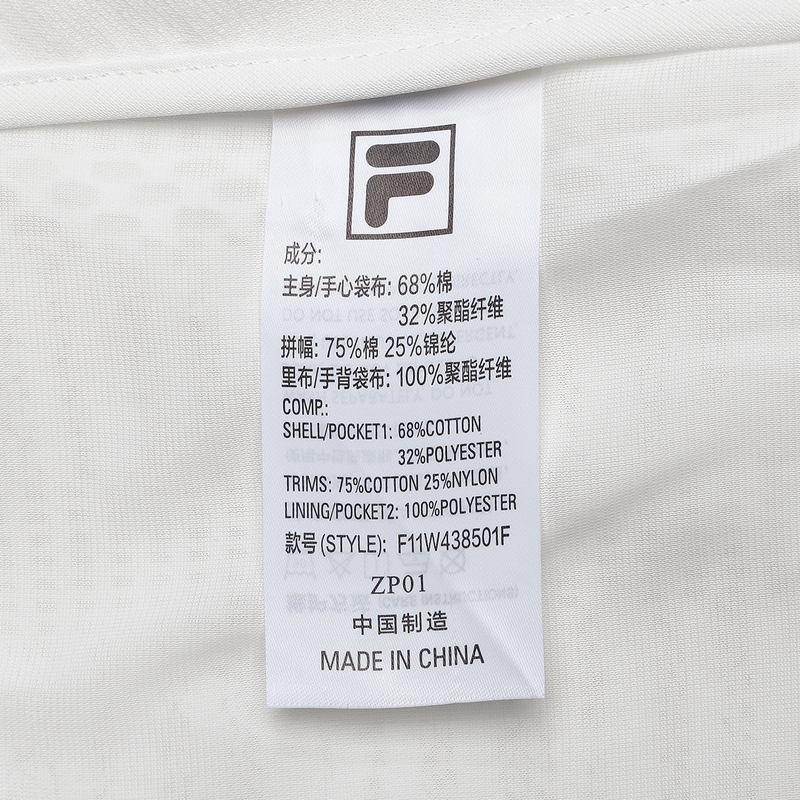 F
成分:
主身/手心袋布: 68%棉
32%聚酯纤维
拼幅: 75%棉 25%锦纶
里布/手背袋布: 100%聚酯纤维
COMP.:
SHELL/POCKET1: 68%COTTON
32%POLYESTER
TRIMS: 75%COTTON 25%NYLON
LINING/POCKET2: 100%POLYESTER
款号(STYLE): F11W438501F
ZP01
中国制造
MADE IN CHINA